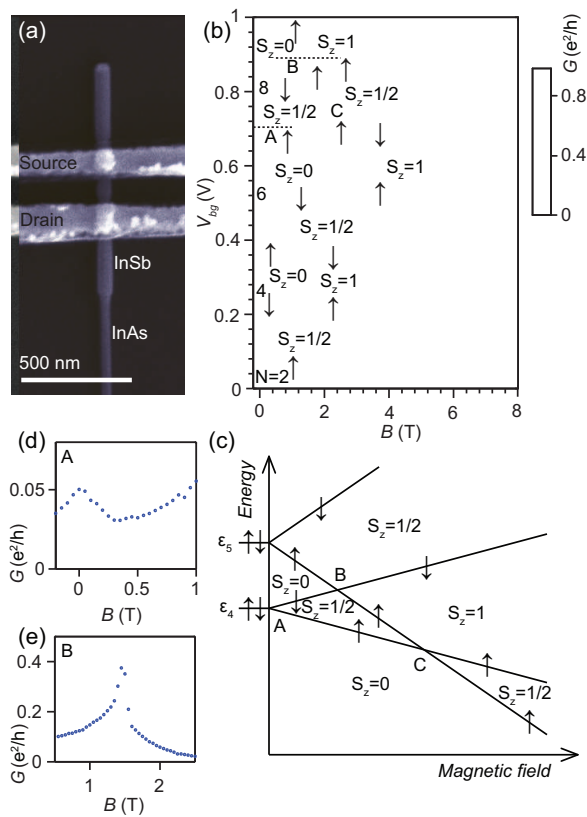 (a)
Source
Drain
InSb
InAs
500 nm
(b)
V_bg (V)
1
0.8
0.6
0.4
0.2
0
S_z=0 ↑ S_z=1
B ↑ ↑
8 ↓ S_z=1/2
S_z=1/2 C
A ↑ ↑ ↓
S_z=0 S_z=1
6 ↓ ↑
S_z=1/2
↑ ↓
S_z=0 S_z=1
4 ↓ ↑
S_z=1/2
N=2 ↑
0 2 4 6 8
B (T)
G (e²/h)
0.8
0.4
0
(d)
A
G (e²/h)
0.05
0
0 0.5 1
B (T)
(e)
B
G (e²/h)
0.4
0.2
0
1 2
B (T)
(c)
Energy
↓ S_z=1/2
ε₅ ↑↓ ↑
S_z=0 B ↓
ε₄ ↑↓ ↓ S_z=1/2 ↑ S_z=1
A ↑ C ↑
S_z=0 S_z=1/2
↑
Magnetic field